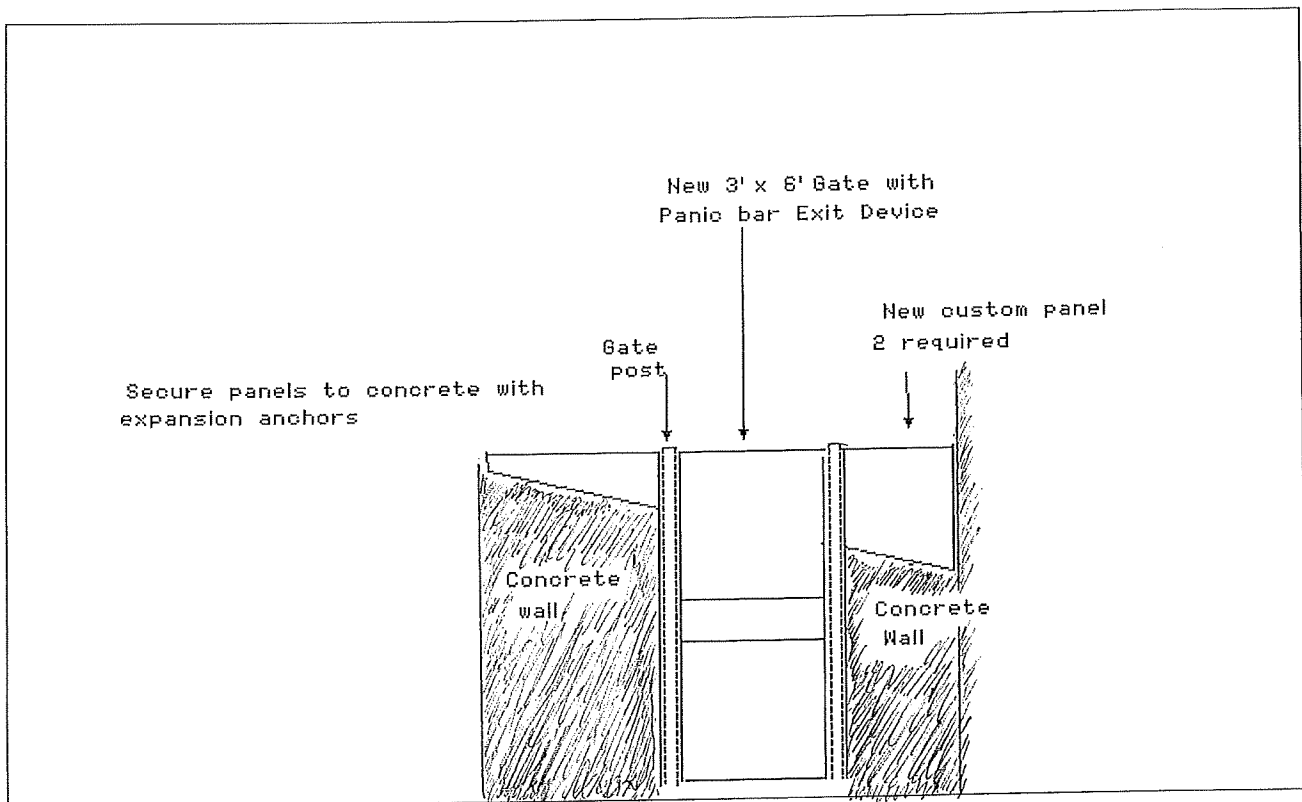 New 3' x 6' Gate with
Panic bar Exit Device
New custom panel
2 required
Gate
post
Secure panels to concrete with
expansion anchors
Concrete
wall
Concrete
Wall